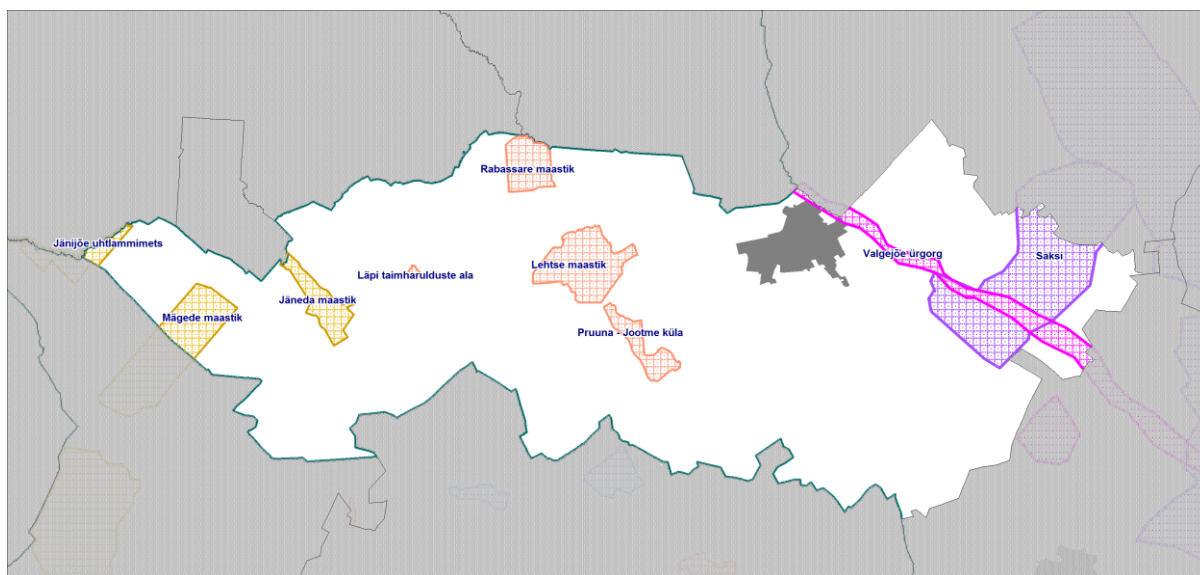 Rabassare maastik
Jänijõe uhtlammimets
Valgejõe ürgorg
Saksi
Lehtse maastik
Läpi taimharulduste ala
Jäneda maastik
Mägede maastik
Pruuna - Jootme küla